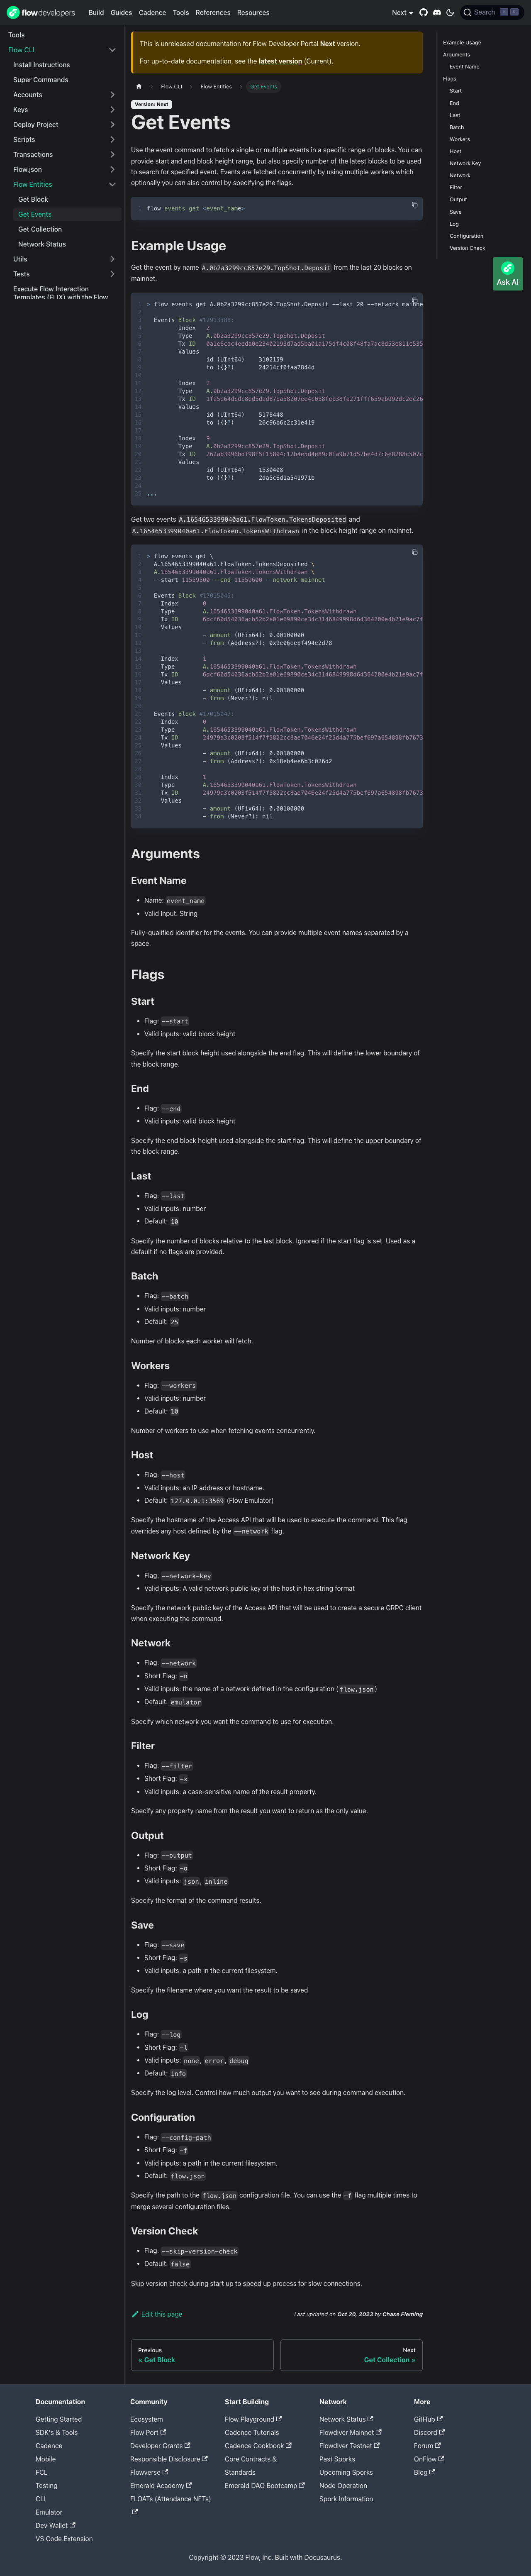 flow developers
Build
Guides
Cadence
Tools
References
Resources
Next
Search
Tools
Flow CLI
Install Instructions
Super Commands
Accounts
Keys
Deploy Project
Scripts
Transactions
Flow.json
Flow Entities
Get Block
Get Events
Get Collection
Network Status
Utils
Tests
Execute Flow Interaction
Templates (FLIX) with the Flow
This is unreleased documentation for Flow Developer Portal Next version.
For up-to-date documentation, see the latest version (Current).
Flow CLI
Flow Entities
Get Events
Version: Next
Get Events
Use the event command to fetch a single or multiple events in a specific range of blocks. You can
provide start and end block height range, but also specify number of the latest blocks to be used to
search for specified event. Events are fetched concurrently by using multiple workers which
optionally you can also control by specifying the flags.
flow events get <event_name>
Example Usage
Get the event by name A.0b2a3299cc857e29.TopShot.Deposit from the last 20 blocks on
mainnet.
> flow events get A.0b2a3299cc857e29.TopShot.Deposit --last 20 --network mainnet
Events Block #12913388:
Index 2
Type A.0b2a3299cc857e29.TopShot.Deposit
Values
id (UInt64) 3102159
to ({}?) 24214cf0faa7844d
Index 2
Type A.0b2a3299cc857e29.TopShot.Deposit
Values
id (UInt64) 5178448
to ({}?) 26c96b6c2c31e419
Index 9
Type A.0b2a3299cc857e29.TopShot.Deposit
Values
id (UInt64) 1530408
to ({}?) 2da5c6d1a541971b
...
Get two events A.1654653399040a61.FlowToken.TokensDeposited and
A.1654653399040a61.FlowToken.TokensWithdrawn in the block height range on mainnet.
> flow events get \
A.1654653399040a61.FlowToken.TokensDeposited \
A.1654653399040a61.FlowToken.TokensWithdrawn \
--start 11559500 --end 11559600 --network mainnet
Events Block #17015045:
Index 0
Type A.1654653399040a61.FlowToken.TokensWithdrawn
Values
- amount (UFix64): 0.00100000
- from (Address?): 0x9e06eebf494e2d78
Index 1
Type A.1654653399040a61.FlowToken.TokensWithdrawn
Values
- amount (UFix64): 0.00100000
- from (Never?): nil
Events Block #17015047:
Index 0
Type A.1654653399040a61.FlowToken.TokensWithdrawn
Values
- amount (UFix64): 0.00100000
- from (Address?): 0x18eb4ee6b3c026d2
Index 1
Type A.1654653399040a61.FlowToken.TokensWithdrawn
Values
- amount (UFix64): 0.00100000
- from (Never?): nil
Arguments
Event Name
Name: event_name
Valid Input: String
Fully-qualified identifier for the events. You can provide multiple event names separated by a
space.
Flags
Start
Flag: --start
Valid inputs: valid block height
Specify the start block height used alongside the end flag. This will define the lower boundary of
the block range.
End
Flag: --end
Valid inputs: valid block height
Specify the end block height used alongside the start flag. This will define the upper boundary of
the block range.
Last
Flag: --last
Valid inputs: number
Default: 10
Specify the number of blocks relative to the last block. Ignored if the start flag is set. Used as a
default if no flags are provided.
Batch
Flag: --batch
Valid inputs: number
Default: 25
Number of blocks each worker will fetch.
Workers
Flag: --workers
Valid inputs: number
Default: 10
Number of workers to use when fetching events concurrently.
Host
Flag: --host
Valid inputs: an IP address or hostname.
Default: 127.0.0.1:3569 (Flow Emulator)
Specify the hostname of the Access API that will be used to execute the command. This flag
overrides any host defined by the --network flag.
Network Key
Flag: --network-key
Valid inputs: A valid network public key of the host in hex string format
Specify the network public key of the Access API that will be used to create a secure GRPC client
when executing the command.
Network
Flag: --network
Short Flag: -n
Valid inputs: the name of a network defined in the configuration (flow.json)
Default: emulator
Specify which network you want the command to use for execution.
Filter
Flag: --filter
Short Flag: -x
Valid inputs: a case-sensitive name of the result property.
Specify any property name from the result you want to return as the only value.
Output
Flag: --output
Short Flag: -o
Valid inputs: json, inline
Specify the format of the command results.
Save
Flag: --save
Short Flag: -s
Valid inputs: a path in the current filesystem.
Specify the filename where you want the result to be saved
Log
Flag: --log
Short Flag: -l
Valid inputs: none, error, debug
Default: info
Specify the log level. Control how much output you want to see during command execution.
Configuration
Flag: --config-path
Short Flag: -f
Valid inputs: a path in the current filesystem.
Default: flow.json
Specify the path to the flow.json configuration file. You can use the -f flag multiple times to
merge several configuration files.
Version Check
Flag: --skip-version-check
Default: false
Skip version check during start up to speed up process for slow connections.
Edit this page
Last updated on Oct 20, 2023 by Chase Fleming
Previous
« Get Block
Next
Get Collection »
Example Usage
Arguments
Event Name
Flags
Start
End
Last
Batch
Workers
Host
Network Key
Network
Filter
Output
Save
Log
Configuration
Version Check
Ask AI
Documentation
Getting Started
SDK's & Tools
Cadence
Mobile
FCL
Testing
CLI
Emulator
Dev Wallet
VS Code Extension
Community
Ecosystem
Flow Port
Developer Grants
Responsible Disclosure
Flowverse
Emerald Academy
FLOATs (Attendance NFTs)
Start Building
Flow Playground
Cadence Tutorials
Cadence Cookbook
Core Contracts &
Standards
Emerald DAO Bootcamp
Network
Network Status
Flowdiver Mainnet
Flowdiver Testnet
Past Sporks
Upcoming Sporks
Node Operation
Spork Information
More
GitHub
Discord
Forum
OnFlow
Blog
Copyright © 2023 Flow, Inc. Built with Docusaurus.